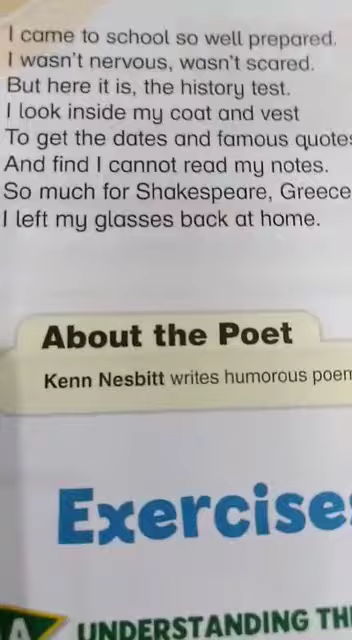 I came to school so well prepared.
I wasn't nervous, wasn't scared.
But here it is, the history test.
I look inside my coat and vest
To get the dates and famous quotes
And find I cannot read my notes.
So much for Shakespeare, Greece
I left my glasses back at home.
About the Poet
Kenn Nesbitt writes humorous poem
Exercise
A UNDERSTANDING TH